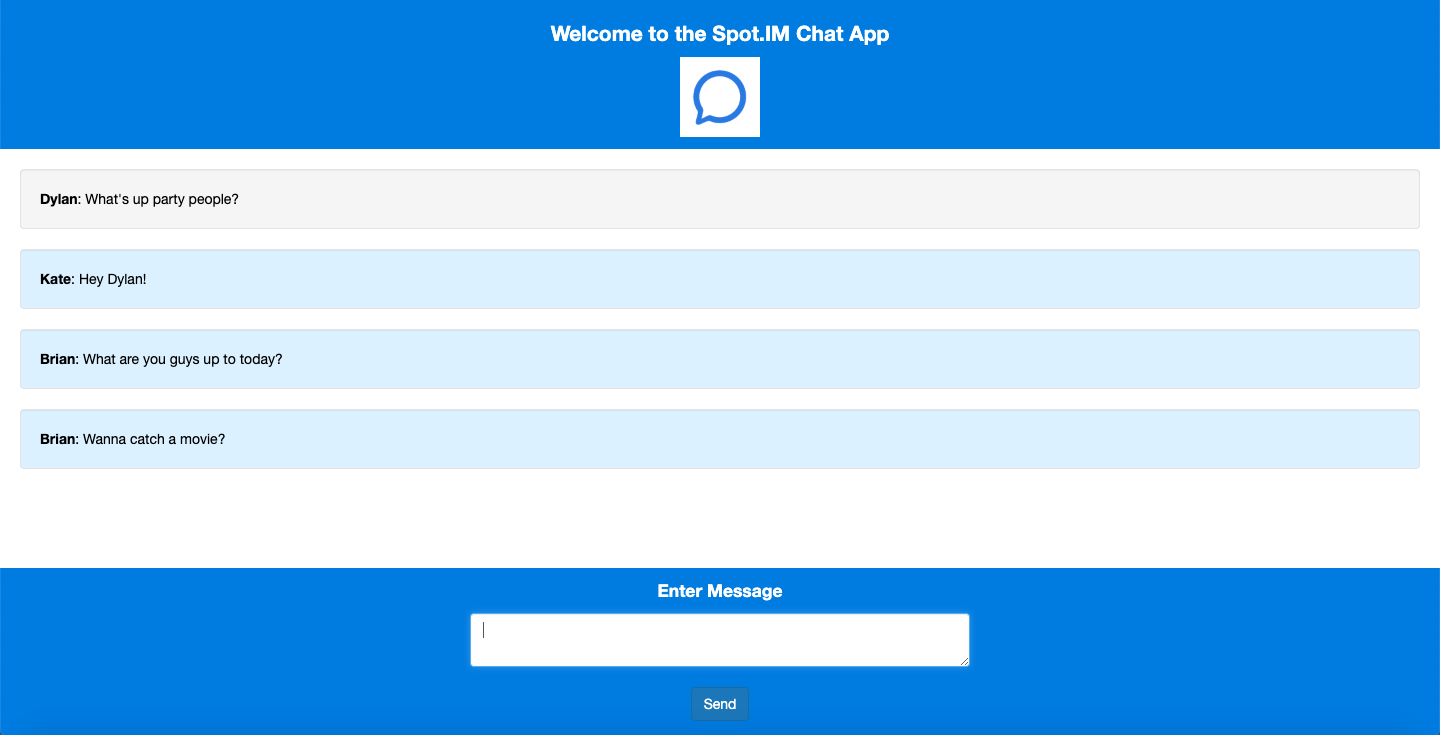 Welcome to the Spot.IM Chat App
Dylan: What's up party people?
Kate: Hey Dylan!
Brian: What are you guys up to today?
Brian: Wanna catch a movie?
Enter Message
Send